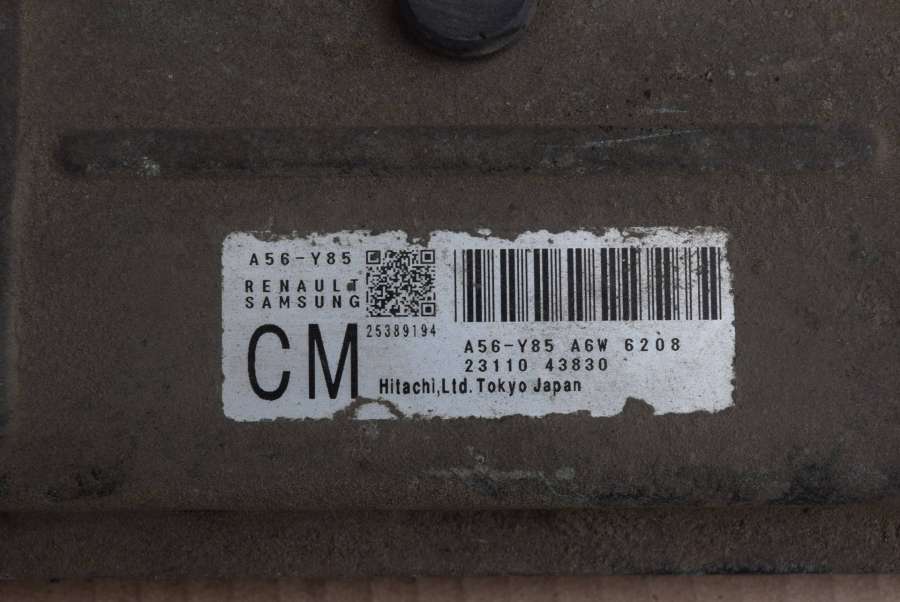 A56-Y85
RENAULT
SAMSUNG
CM
25389194
A56-Y85 A6W 6208
23110 43830
Hitachi,Ltd.Tokyo Japan